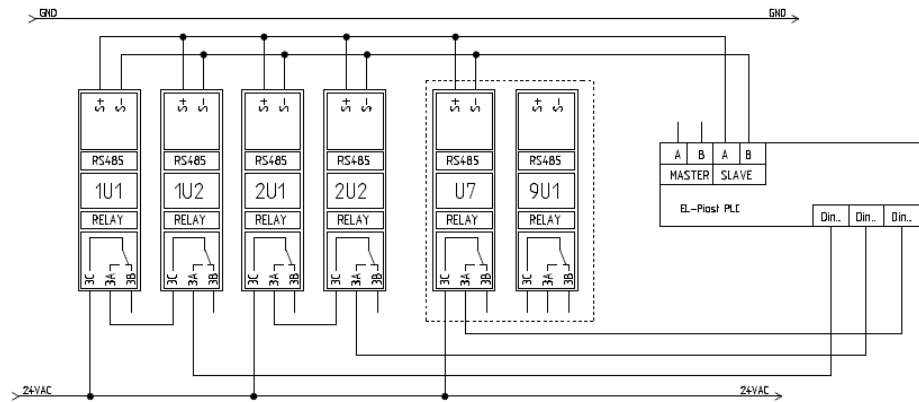 GND GND
S+ S- S+ S- S+ S- S+ S- S+ S- S+ S-
RS485 RS485 RS485 RS485 RS485 RS485
A B A B
MASTER SLAVE
1U1 1U2 2U1 2U2 U7 9U1
EL-Piast PLC
RELAY RELAY RELAY RELAY RELAY RELAY
Din.. Din.. Din..
3C 3A 3B 3C 3A 3B 3C 3A 3B 3C 3A 3B 3C 3A 3B 3C 3A 3B
24VAC 24VAC